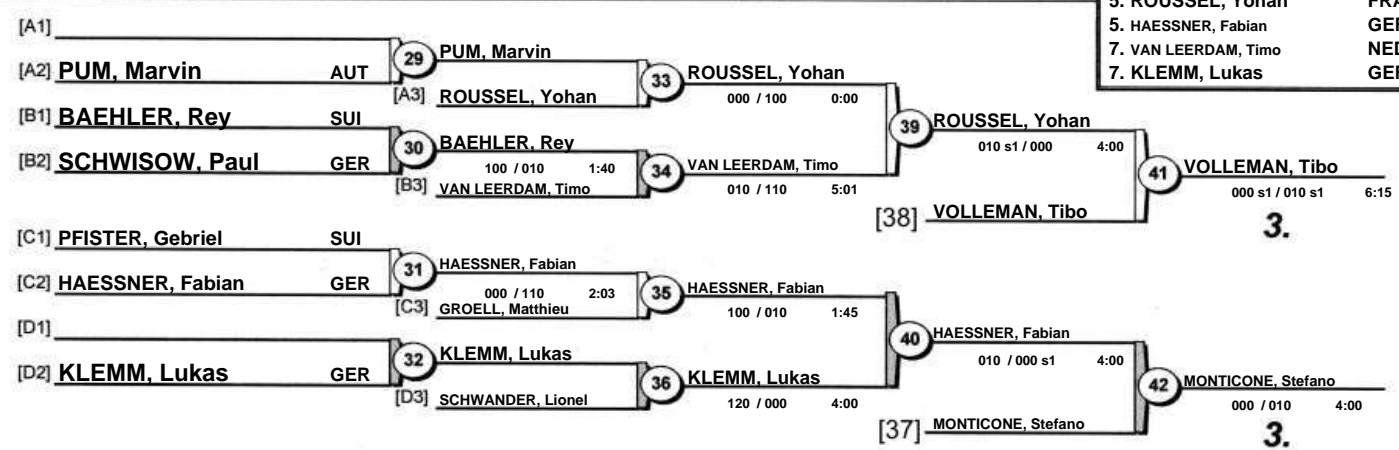 5. ROUSSEL, Yohan FRA
5. HAESSNER, Fabian GER
7. VAN LEERDAM, Timo NED
7. KLEMM, Lukas GER
[A1]
29 PUM, Marvin
[A2] PUM, Marvin AUT
33 ROUSSEL, Yohan
[A3] ROUSSEL, Yohan
000 / 100 0:00
[B1] BAEHLER, Rey SUI
39 ROUSSEL, Yohan
30 BAEHLER, Rey
010 s1 / 000 4:00
[B2] SCHWISOW, Paul GER
100 / 010 1:40
34 VAN LEERDAM, Timo
41 VOLLEMAN, Tibo
[B3] VAN LEERDAM, Timo
010 / 110 5:01
000 s1 / 010 s1 6:15
[38] VOLLEMAN, Tibo
3.
[C1] PFISTER, Gebriel SUI
31 HAESSNER, Fabian
[C2] HAESSNER, Fabian GER
000 / 110 2:03
35 HAESSNER, Fabian
[C3] GROELL, Matthieu
100 / 010 1:45
[D1]
40 HAESSNER, Fabian
32 KLEMM, Lukas
010 / 000 s1 4:00
[D2] KLEMM, Lukas GER
36 KLEMM, Lukas
42 MONTICONE, Stefano
[D3] SCHWANDER, Lionel
120 / 000 4:00
000 / 010 4:00
[37] MONTICONE, Stefano
3.